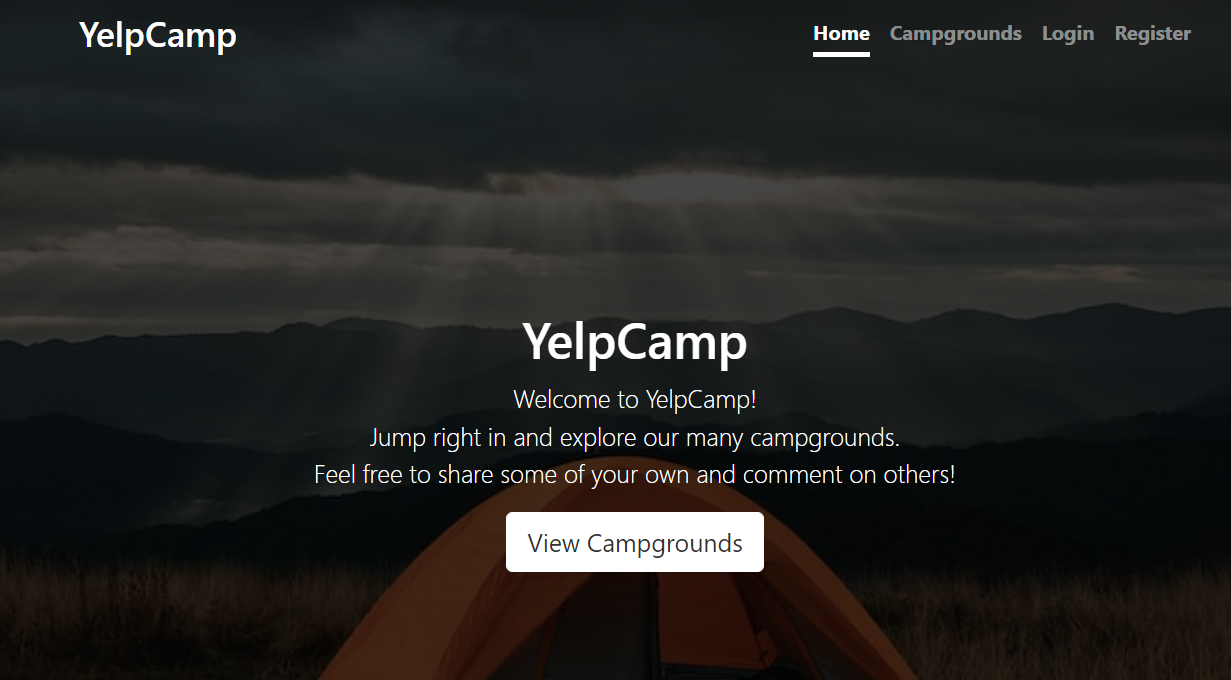 YelpCamp
Home Campgrounds Login Register
YelpCamp
Welcome to YelpCamp!
Jump right in and explore our many campgrounds.
Feel free to share some of your own and comment on others!
View Campgrounds